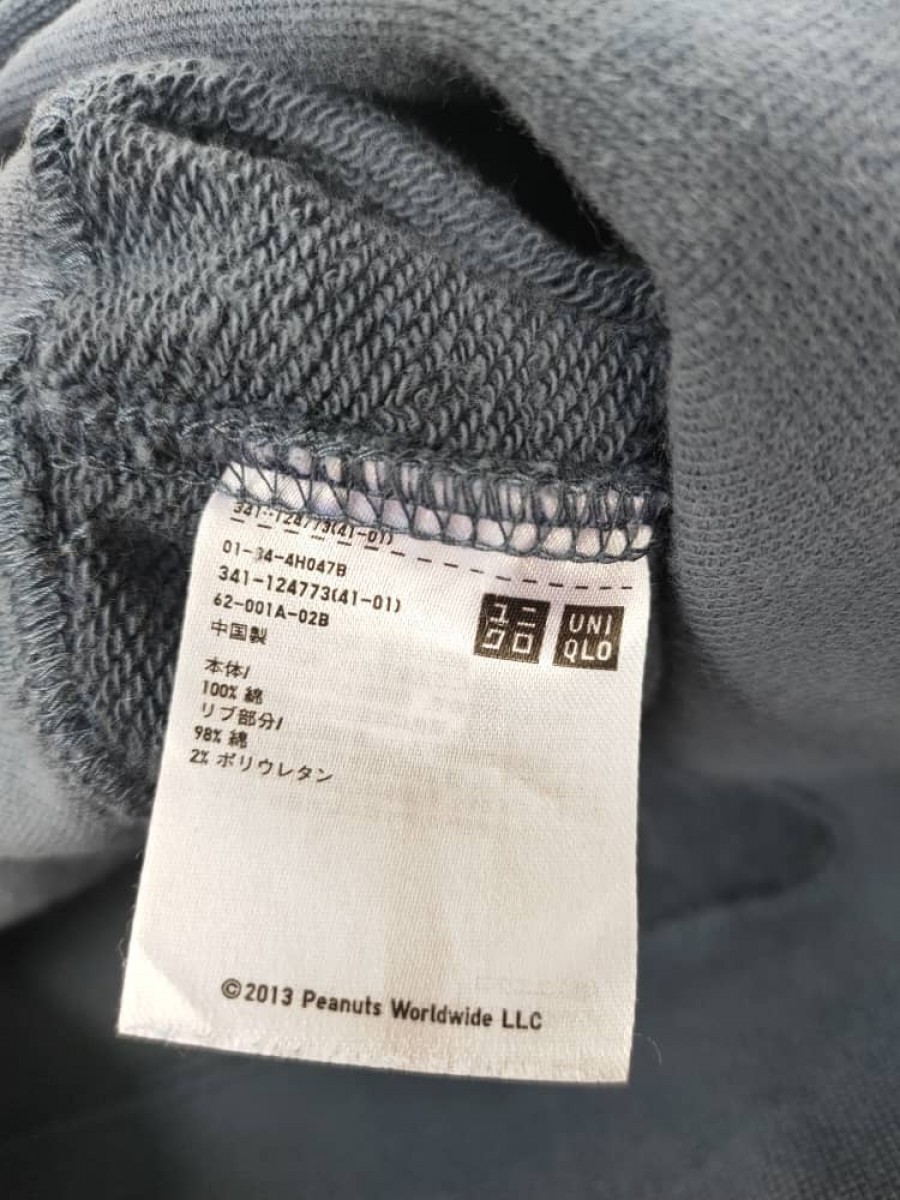 341-124773(41-01)
01-34-4H047B
341-124773(41-01)
62-001A-02B
中国製
ユニ
クロ
UNI
QLO
本体/
100% 綿
リブ部分/
98% 綿
2% ポリウレタン
©2013 Peanuts Worldwide LLC